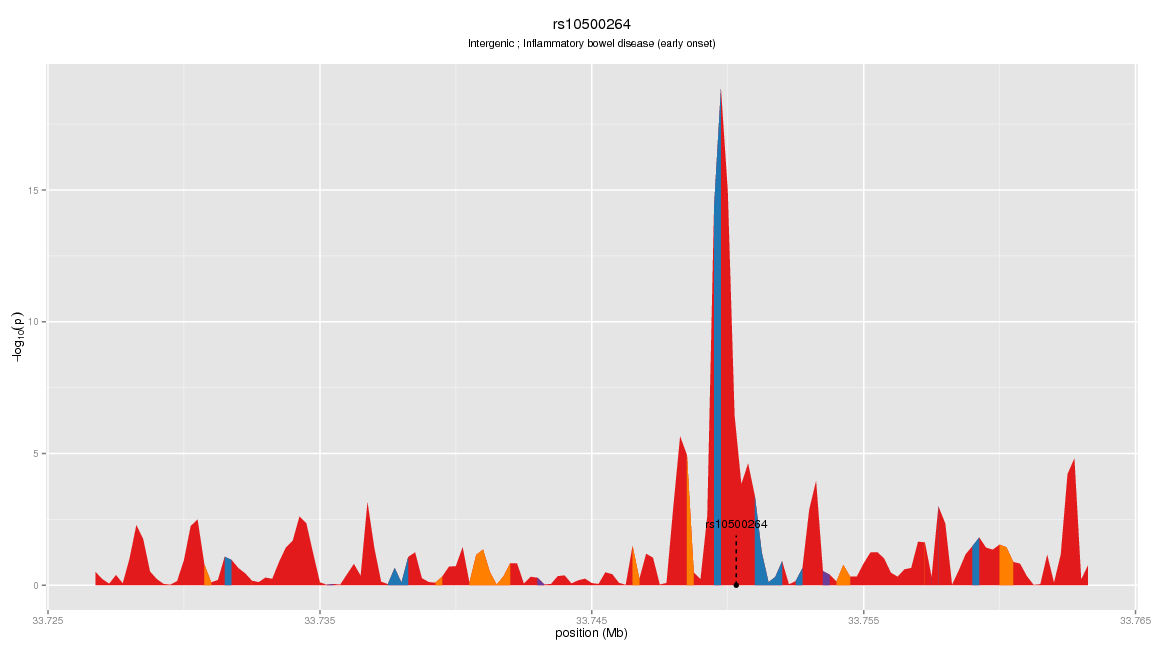 rs10500264
Intergenic ; Inflammatory bowel disease (early onset)
−log10(p)
15
10
5
0
rs10500264
33.725
33.735
33.745
33.755
33.765
position (Mb)